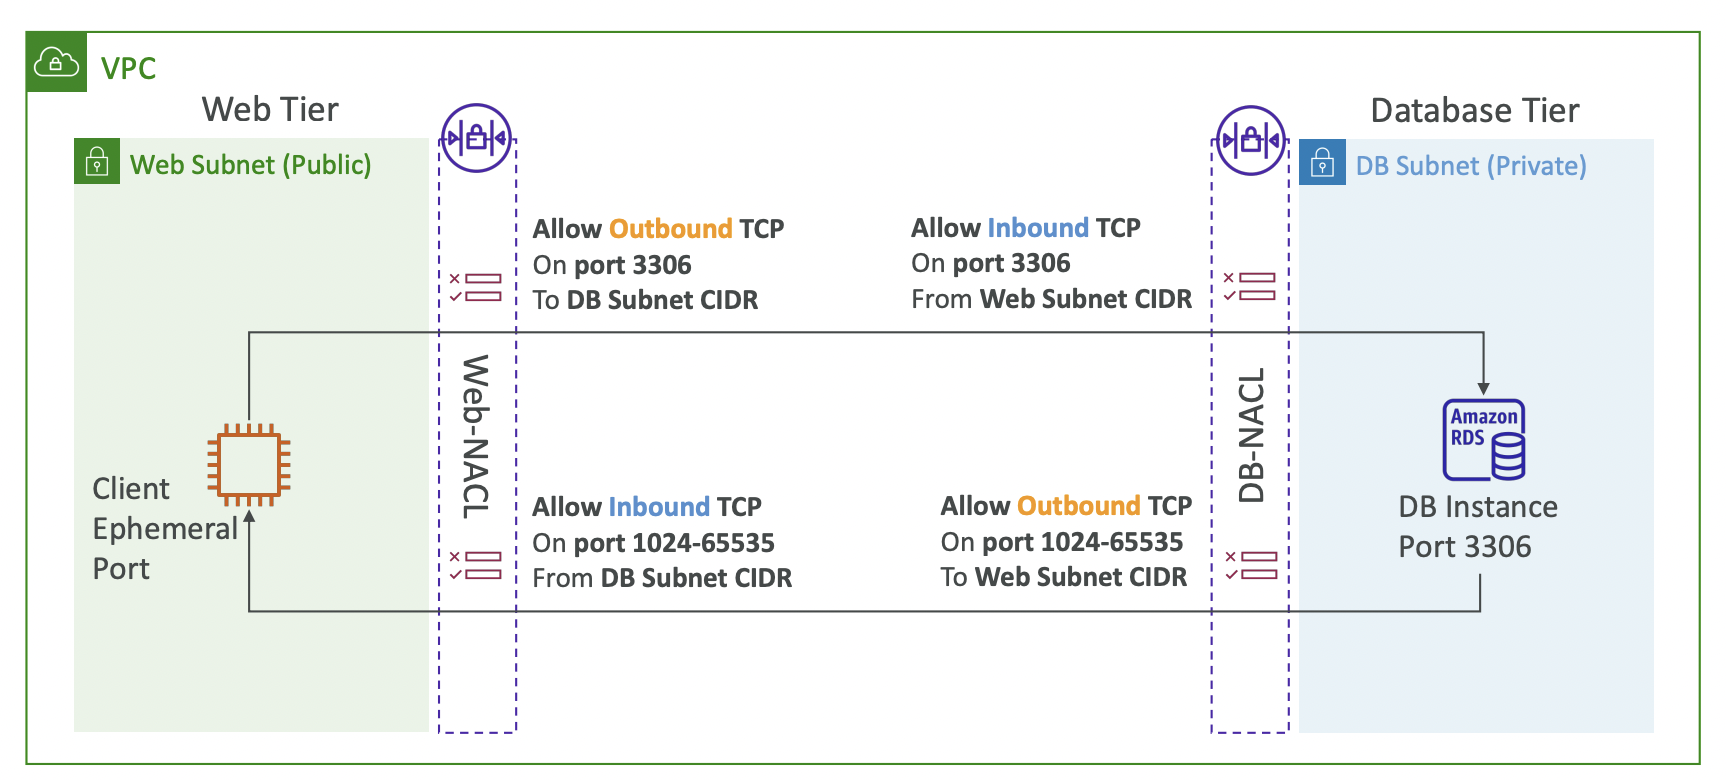 VPC
Web Tier
Database Tier
Web Subnet (Public)
DB Subnet (Private)
Allow Outbound TCP
On port 3306
To DB Subnet CIDR
Allow Inbound TCP
On port 3306
From Web Subnet CIDR
Web-NACL
DB-NACL
Amazon
RDS
Client
Ephemeral
Port
DB Instance
Port 3306
Allow Inbound TCP
On port 1024-65535
From DB Subnet CIDR
Allow Outbound TCP
On port 1024-65535
To Web Subnet CIDR